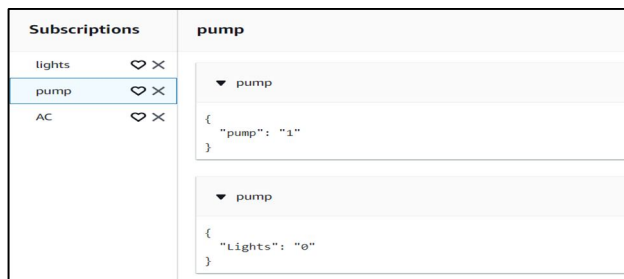 Subscriptions
lights
pump
AC
pump
pump
{
"pump": "1"
}
pump
{
"Lights": "0"
}